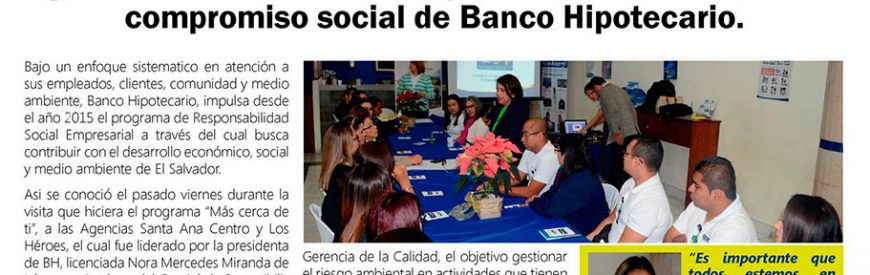 compromiso social de Banco Hipotecario.
Bajo un enfoque sistematico en atención a
sus empleados, clientes, comunidad y medio
ambiente, Banco Hipotecario, impulsa desde
el año 2015 el programa de Responsabilidad
Social Empresarial a través del cual busca
contribuir con el desarrollo económico, social
y medio ambiente de El Salvador.
Asi se conoció el pasado viernes durante la
visita que hiciera el programa “Más cerca de
ti”, a las Agencias Santa Ana Centro y Los
Héroes, el cual fue liderado por la presidenta
de BH, licenciada Nora Mercedes Miranda de
Gerencia de la Calidad, el objetivo gestionar
el riesgo ambiental en actividades que tienen
“Es importante que
todos estemos en